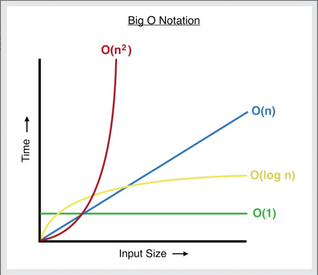 Big O Notation
O(n²)
O(n)
O(log n)
O(1)
Time →
Input Size →